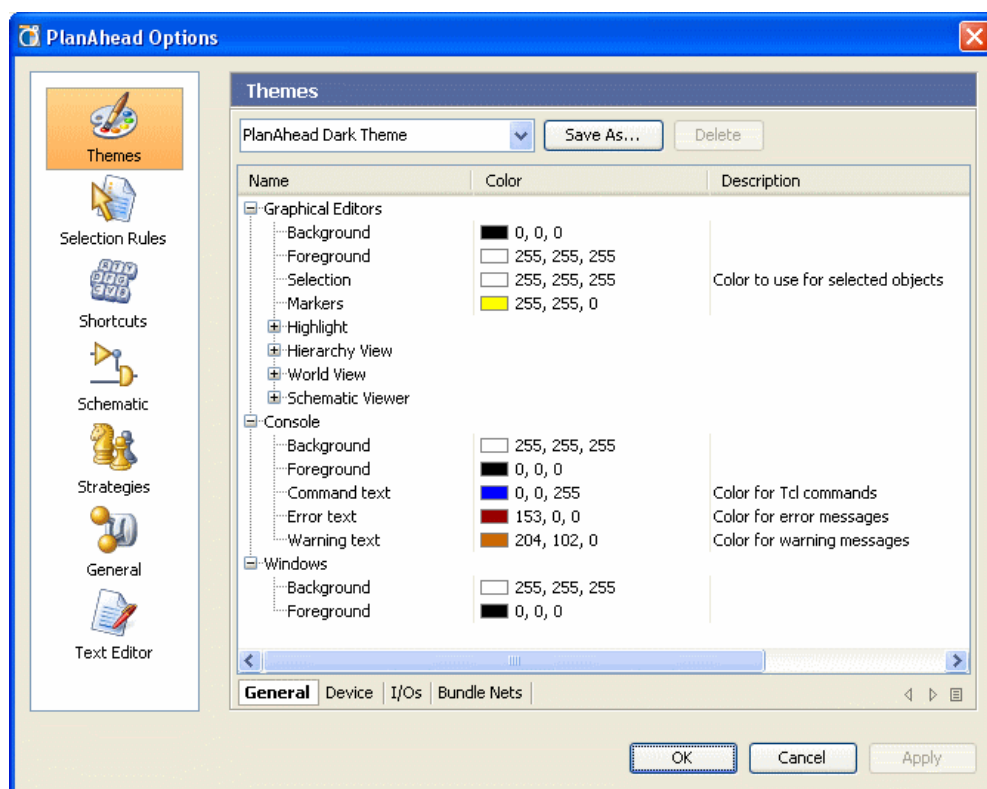 PlanAhead Options
Themes
Selection Rules
Shortcuts
Schematic
Strategies
General
Text Editor
Themes
PlanAhead Dark Theme Save As... Delete
Name Color Description
Graphical Editors
Background 0, 0, 0
Foreground 255, 255, 255
Selection 255, 255, 255 Color to use for selected objects
Markers 255, 255, 0
Highlight
Hierarchy View
World View
Schematic Viewer
Console
Background 255, 255, 255
Foreground 0, 0, 0
Command text 0, 0, 255 Color for Tcl commands
Error text 153, 0, 0 Color for error messages
Warning text 204, 102, 0 Color for warning messages
Windows
Background 255, 255, 255
Foreground 0, 0, 0
General Device I/Os Bundle Nets
OK Cancel Apply